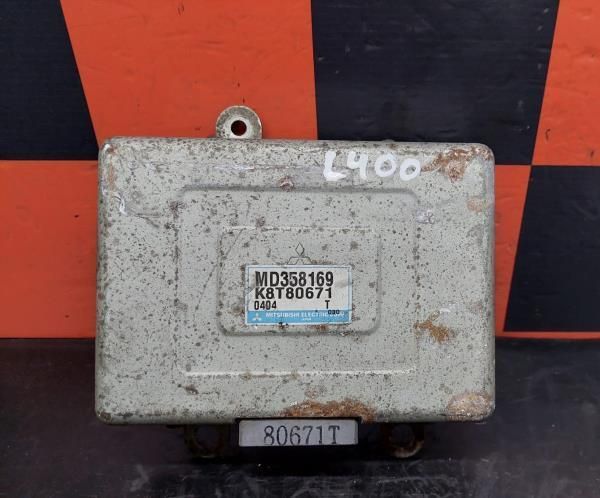 L400
MD358169
K8T80671
0404 T
MITSUBISHI ELECTRIC
80671T